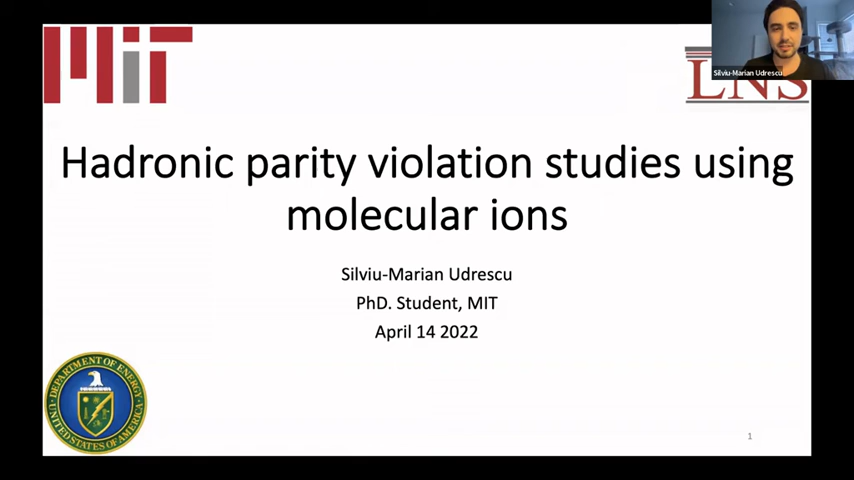 MIT
Silviu-Marian Udrescu
LNS
Hadronic parity violation studies using
molecular ions
Silviu-Marian Udrescu
PhD. Student, MIT
April 14 2022
DEPARTMENT OF ENERGY
UNITED STATES OF AMERICA
1